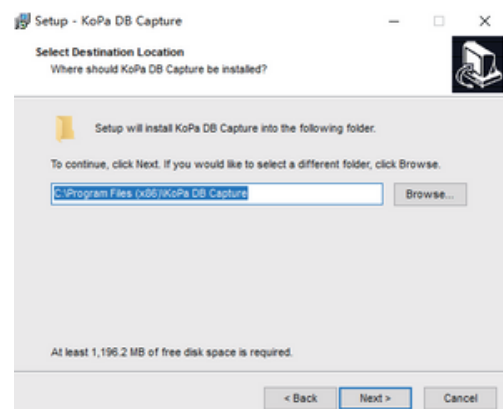 Setup - KoPa DB Capture
Select Destination Location
Where should KoPa DB Capture be installed?
Setup will install KoPa DB Capture into the following folder.
To continue, click Next. If you would like to select a different folder, click Browse.
C:\Program Files (x86)\KoPa DB Capture
Browse...
At least 1,196.2 MB of free disk space is required.
< Back
Next >
Cancel